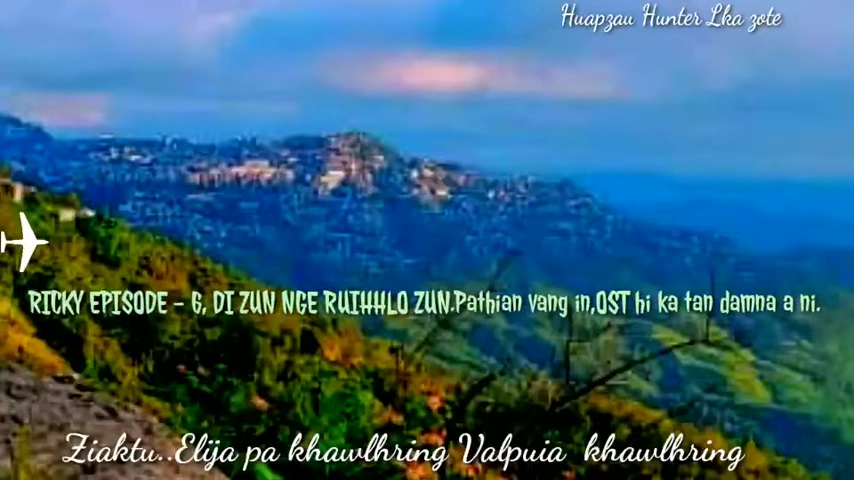 Huapzau Hunter Lka zote
RICKY EPISODE - 6, DI ZUN NGE RUIHHLO ZUN.Pathian vang in,OST hi ka tan damna a ni.
Ziaktu..Elija pa khawlhring Valpuia khawlhring